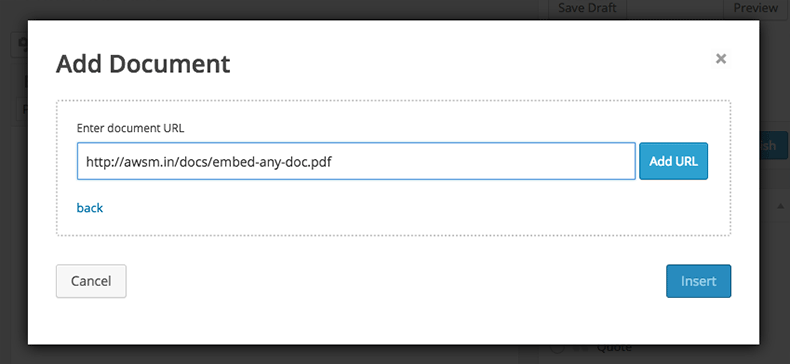 Save Draft
Preview
Add Document
×
Enter document URL
http://awsm.in/docs/embed-any-doc.pdf
Add URL
back
Cancel
Insert
Quote